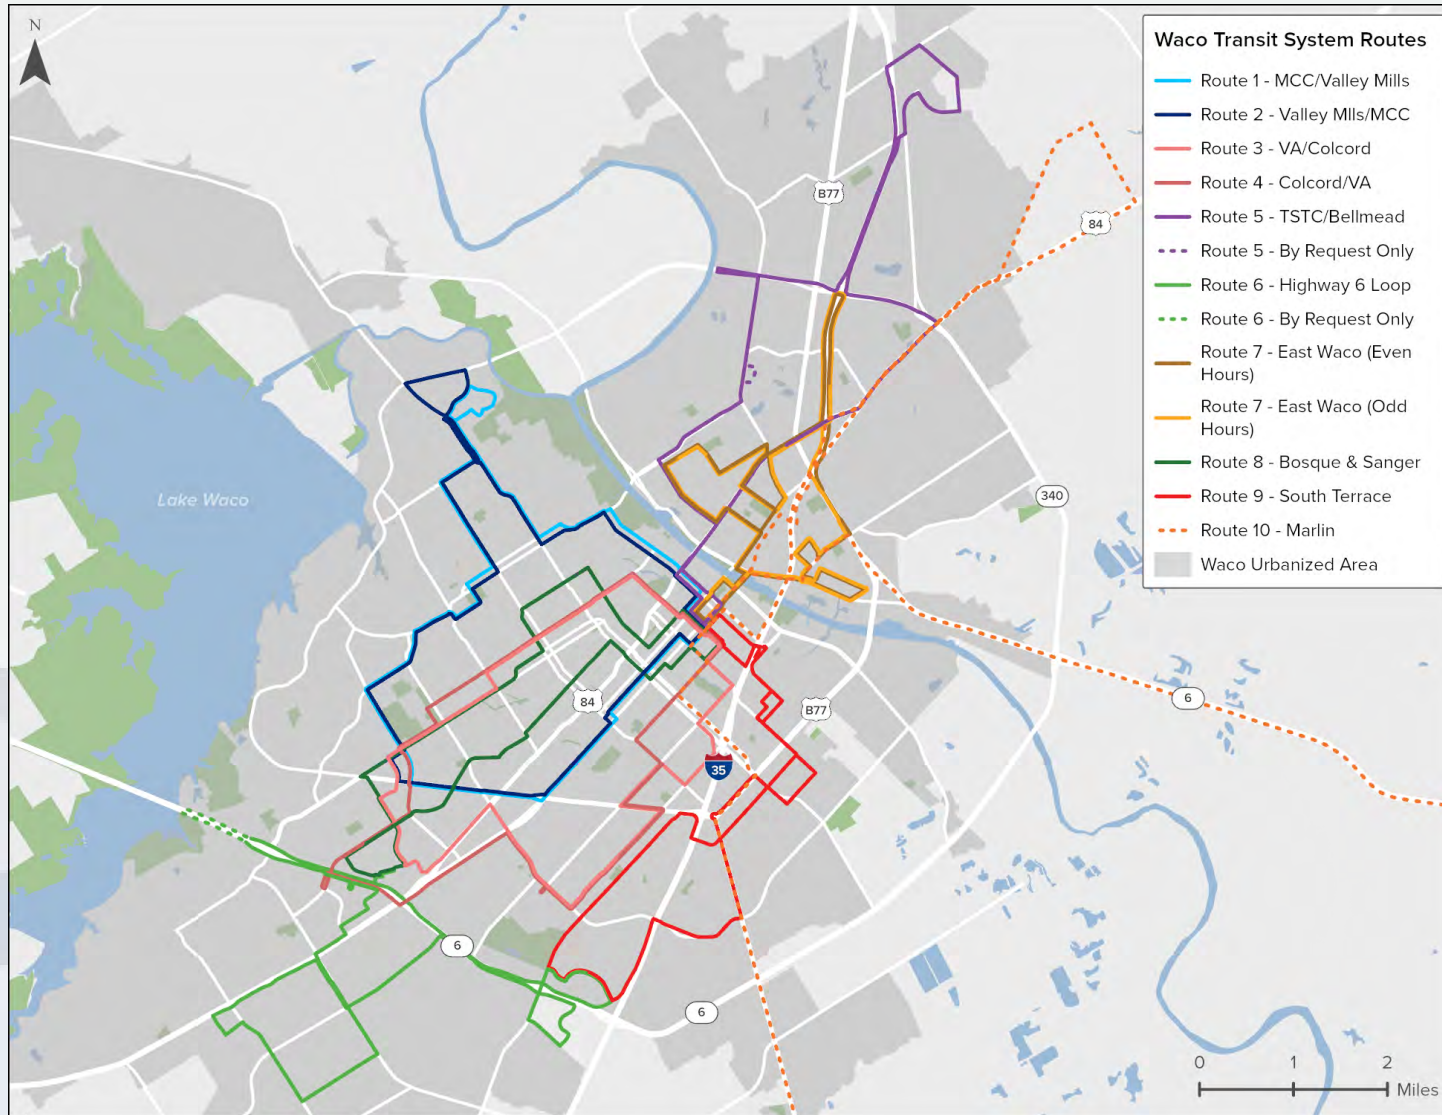 N
Waco Transit System Routes
Route 1 - MCC/Valley Mills
Route 2 - Valley Mlls/MCC
Route 3 - VA/Colcord
Route 4 - Colcord/VA
Route 5 - TSTC/Bellmead
Route 5 - By Request Only
Route 6 - Highway 6 Loop
Route 6 - By Request Only
Route 7 - East Waco (Even
Hours)
Route 7 - East Waco (Odd
Hours)
Route 8 - Bosque & Sanger
Route 9 - South Terrace
Route 10 - Marlin
Waco Urbanized Area
B77
84
Lake Waco
340
84
B77
6
35
6
6
0 1 2
Miles